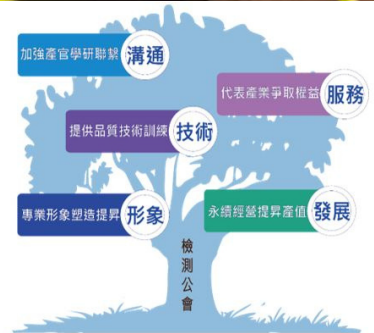 加強產官學研聯繫 溝通
代表產業爭取權益 服務
提供品質技術訓練 技術
專業形象塑造提昇 形象
永續經營提昇產值 發展
檢測公會